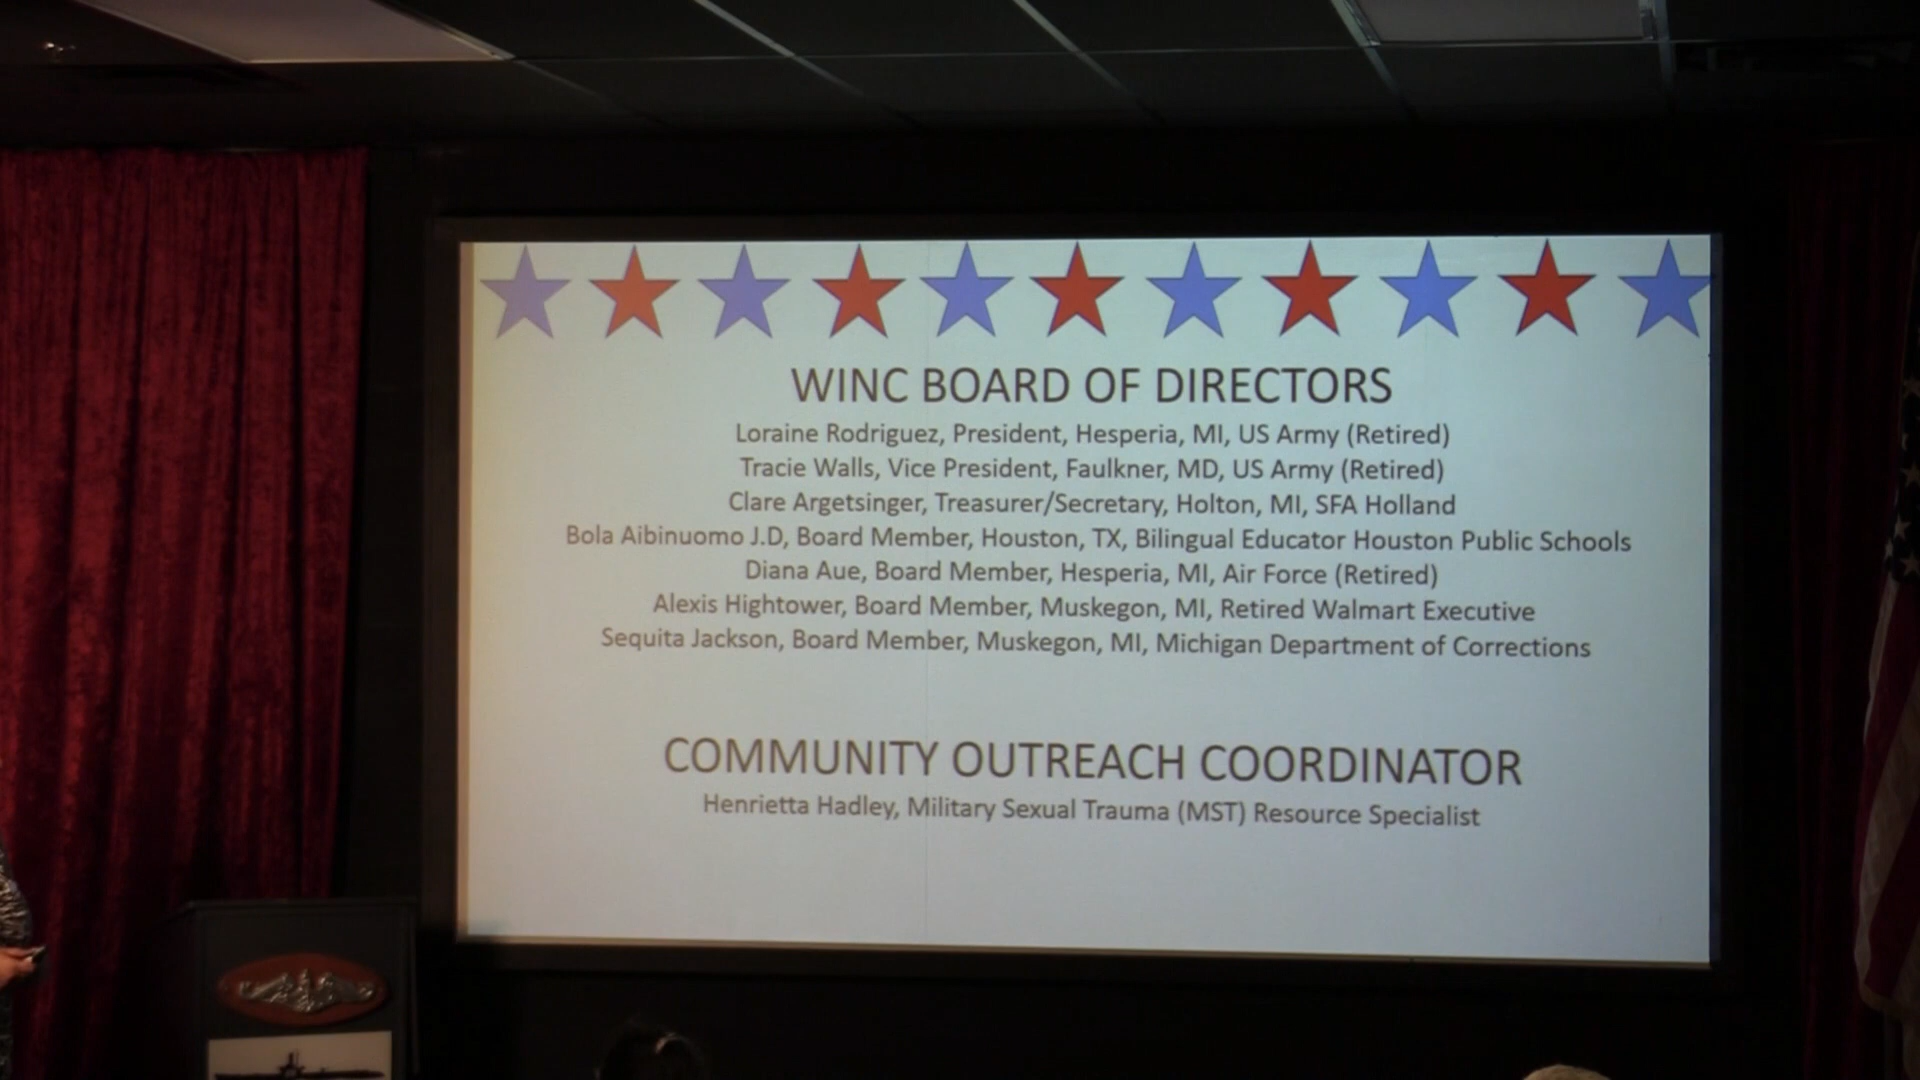 WINC BOARD OF DIRECTORS
Loraine Rodriguez, President, Hesperia, MI, US Army (Retired)
Tracie Walls, Vice President, Faulkner, MD, US Army (Retired)
Clare Argetsinger, Treasurer/Secretary, Holton, MI, SFA Holland
Bola Aibinuomo J.D, Board Member, Houston, TX, Bilingual Educator Houston Public Schools
Diana Aue, Board Member, Hesperia, MI, Air Force (Retired)
Alexis Hightower, Board Member, Muskegon, MI, Retired Walmart Executive
Sequita Jackson, Board Member, Muskegon, MI, Michigan Department of Corrections
COMMUNITY OUTREACH COORDINATOR
Henrietta Hadley, Military Sexual Trauma (MST) Resource Specialist